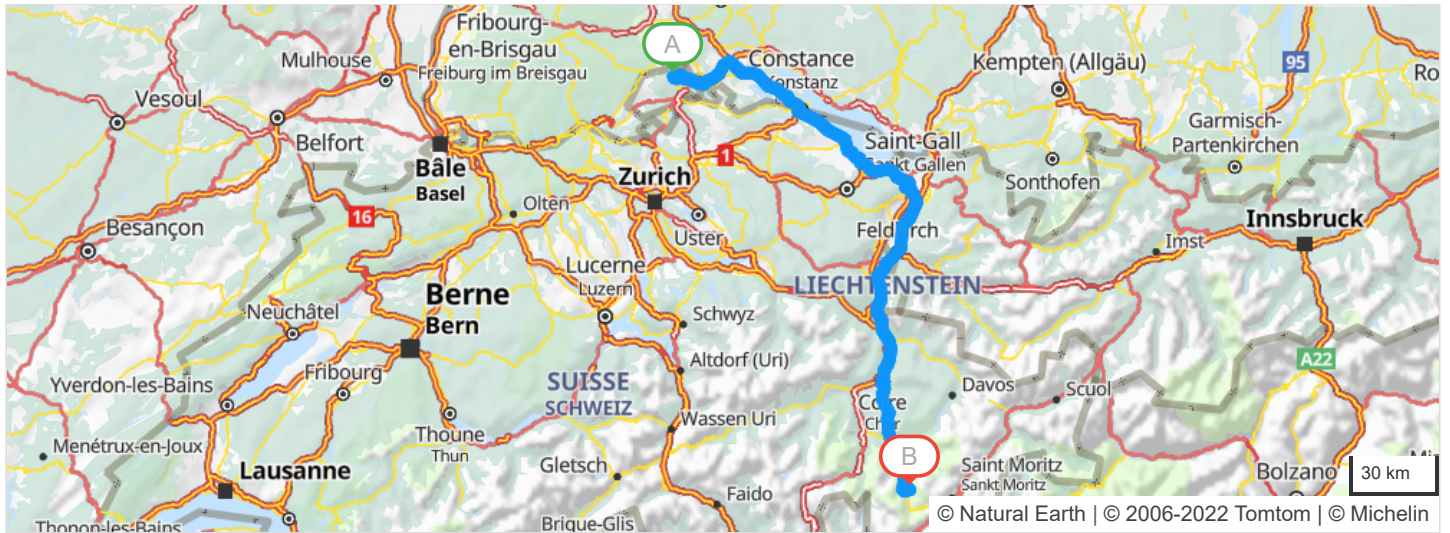 Fribourg-
en-Brisgau
Freiburg im Breisgau
A
Constance
Konstanz
Kempten (Allgäu)
95
Ro
Mulhouse
Vesoul
Belfort
Garmisch-
Partenkirchen
Saint-Gall
Sankt Gallen
1
Bâle
Basel
Zurich
Sonthofen
Olten
16
Besançon
Uster
Feldkirch
Imst
Innsbruck
Lucerne
Luzern
LIECHTENSTEIN
Berne
Bern
Neuchâtel
Schwyz
Altdorf (Uri)
A22
Yverdon-les-Bains
Fribourg
SUISSE
SCHWEIZ
Davos
Scuol
Coire
Chur
Wassen Uri
Thoune
Thun
Menétrux-en-Joux
Lausanne
Gletsch
B
Saint Moritz
Sankt Moritz
Bolzano
Mi
30 km
Faido
Thonon-les-Bains
Brigue-Glis
© Natural Earth | © 2006-2022 Tomtom | © Michelin